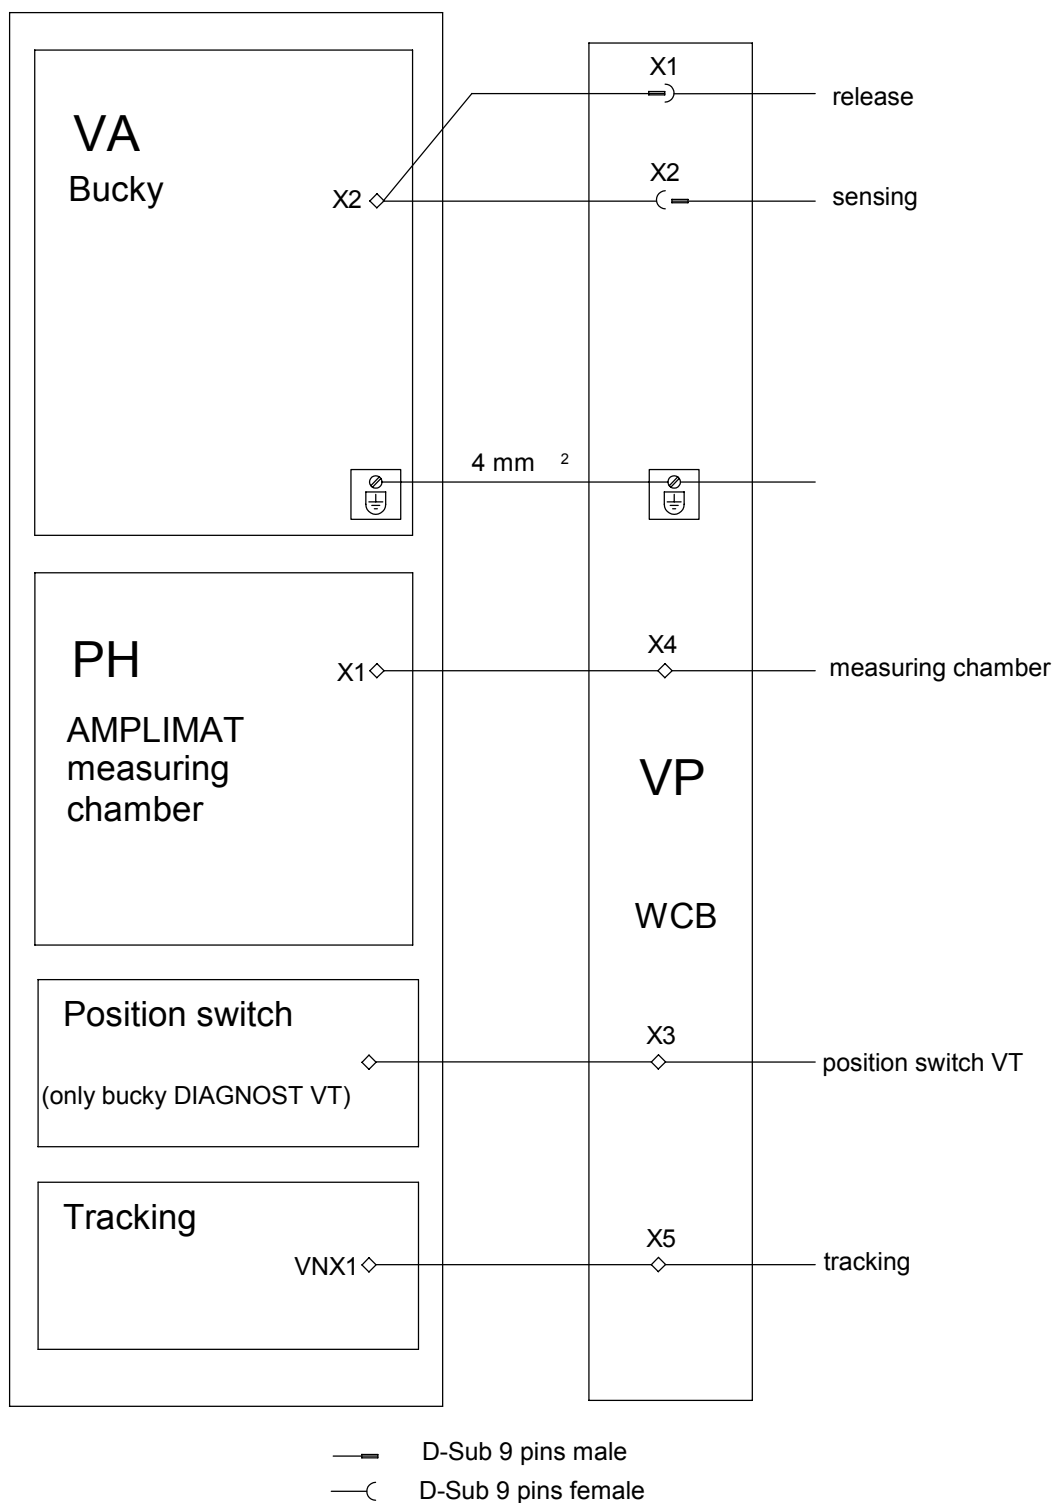 X1
release
VA
Bucky
X2
X2
sensing
4 mm 2
PH
X1
X4
measuring chamber
AMPLIMAT
measuring
chamber
VP
WCB
Position switch
X3
position switch VT
(only bucky DIAGNOST VT)
Tracking
VNX1
X5
tracking
D-Sub 9 pins male
D-Sub 9 pins female